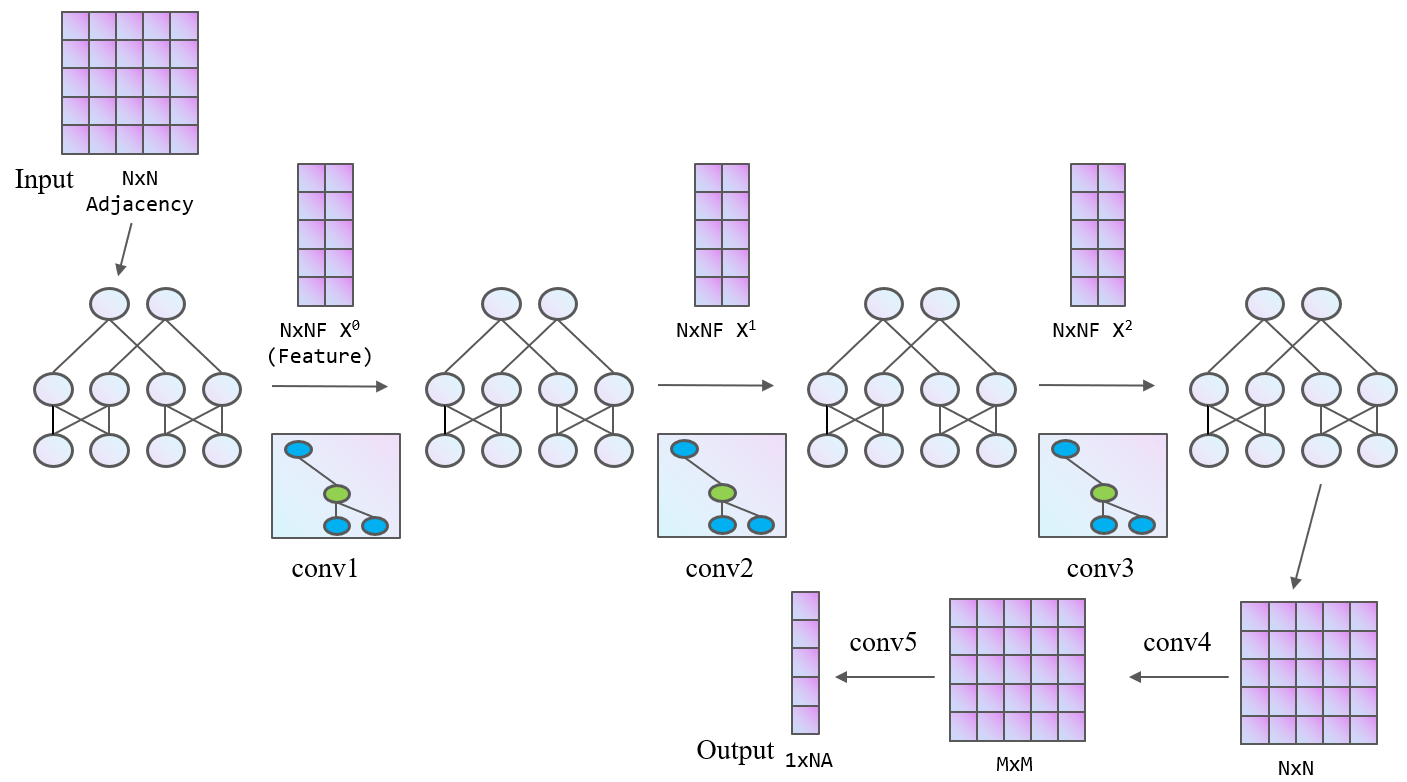 Input
NxN
Adjacency
NxNF X⁰
(Feature)
NxNF X¹
NxNF X²
conv1
conv2
conv3
conv5
conv4
Output
1xNA
MxM
NxN